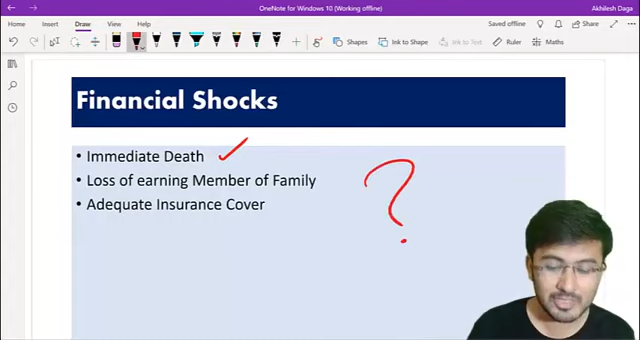 OneNote for Windows 10 (Working offline)
Akhilesh Daga
Home Insert Draw View Help Class Notebook
Saved offline Share
Shapes Ink to Shape Ink to Text Ruler Maths
Financial Shocks
• Immediate Death
• Loss of earning Member of Family
• Adequate Insurance Cover
?